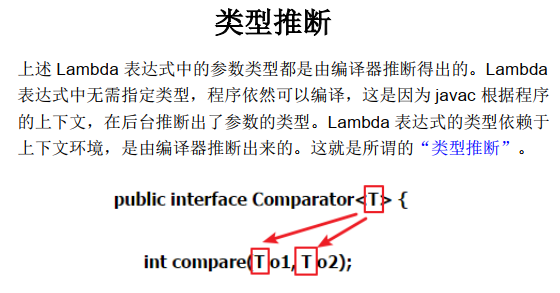 类型推断
上述 Lambda 表达式中的参数类型都是由编译器推断得出的。Lambda
表达式中无需指定类型，程序依然可以编译，这是因为 javac 根据程序
的上下文，在后台推断出了参数的类型。Lambda 表达式的类型依赖于
上下文环境，是由编译器推断出来的。这就是所谓的“类型推断”。
public interface Comparator<T> {
int compare(T o1, T o2);